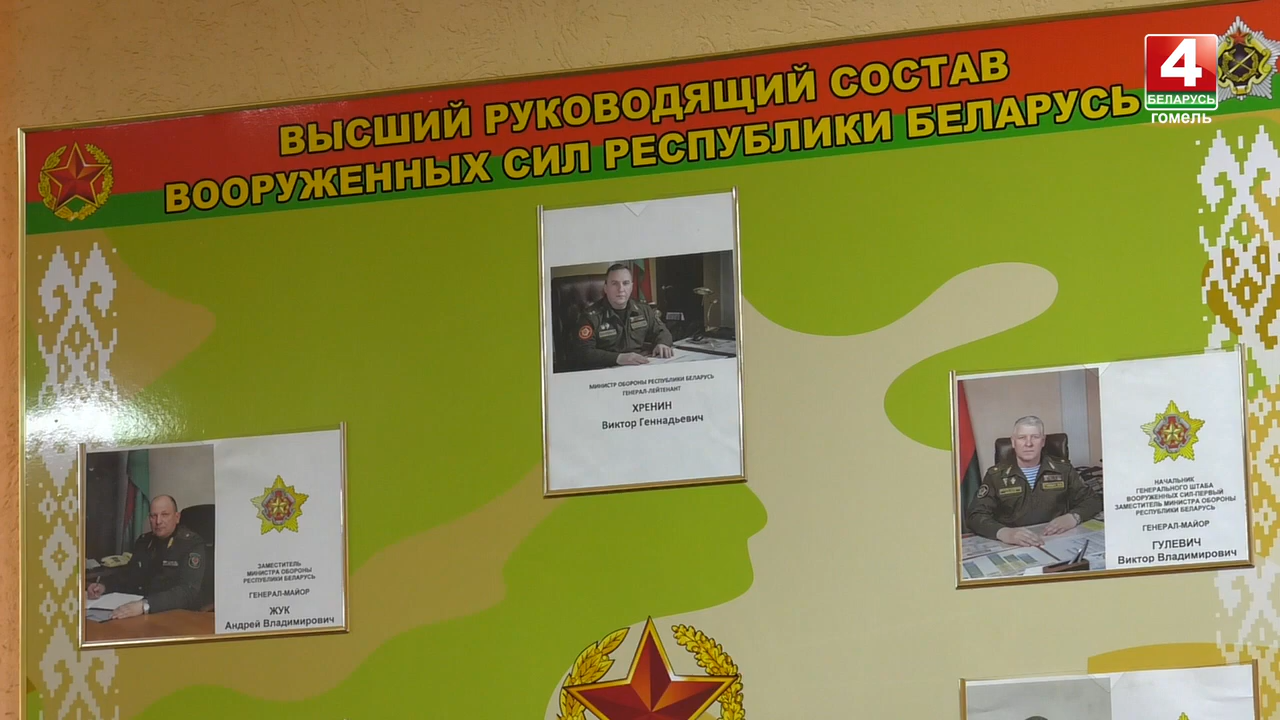 ВЫСШИЙ РУКОВОДЯЩИЙ СОСТАВ
ВООРУЖЕННЫХ СИЛ РЕСПУБЛИКИ БЕЛАРУСЬ
4
БЕЛАРУСЬ
ГОМЕЛЬ
МИНИСТР ОБОРОНЫ РЕСПУБЛИКИ БЕЛАРУСЬ
ГЕНЕРАЛ-ЛЕЙТЕНАНТ
ХРЕНИН
Виктор Геннадьевич
ЗАМЕСТИТЕЛЬ
МИНИСТРА ОБОРОНЫ
РЕСПУБЛИКИ БЕЛАРУСЬ
ГЕНЕРАЛ-МАЙОР
ЖУК
Андрей Владимирович
НАЧАЛЬНИК
ГЕНЕРАЛЬНОГО ШТАБА
ВООРУЖЕННЫХ СИЛ-ПЕРВЫЙ
ЗАМЕСТИТЕЛЬ МИНИСТРА ОБОРОНЫ
РЕСПУБЛИКИ БЕЛАРУСЬ
ГЕНЕРАЛ-МАЙОР
ГУЛЕВИЧ
Виктор Владимирович